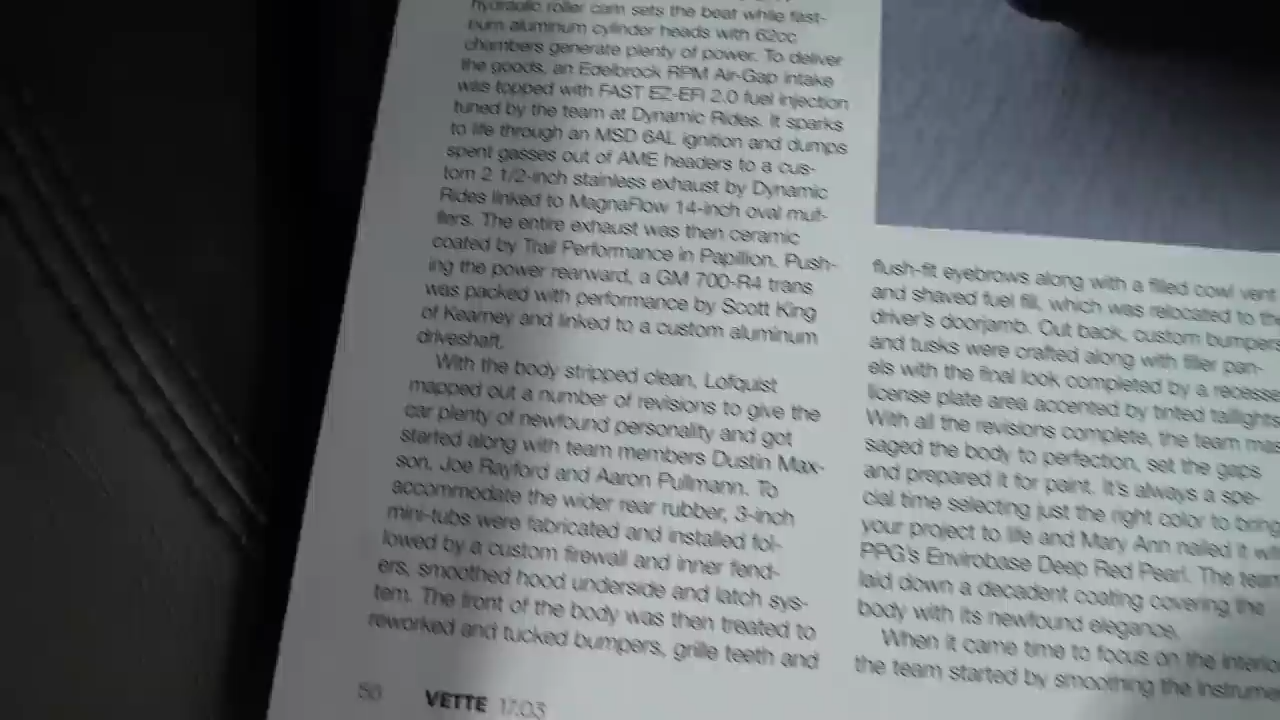 hydraulic roller cam sets the beat while fast-
burn aluminum cylinder heads with 62cc
chambers generate plenty of power. To deliver
the goods, an Edelbrock RPM Air-Gap intake
was topped with FAST EZ-EFI 2.0 fuel injection
tuned by the team at Dynamic Rides. It sparks
to life through an MSD 6AL ignition and dumps
spent gasses out of AME headers to a cus-
tom 2 1/2-inch stainless exhaust by Dynamic
Rides linked to MagnaFlow 14-inch oval muf-
flers. The entire exhaust was then ceramic
coated by Trail Performance in Papillion. Push-
ing the power rearward, a GM 700-R4 trans
was packed with performance by Scott King
of Kearney and linked to a custom aluminum
driveshaft.
With the body stripped clean, Lofquist
mapped out a number of revisions to give the
car plenty of newfound personality and got
started along with team members Dustin Max-
son, Joe Rayford and Aaron Pullmann. To
accommodate the wider rear rubber, 3-inch
mini-tubs were fabricated and installed fol-
lowed by a custom firewall and inner fend-
ers, smoothed hood underside and latch sys-
tem. The front of the body was then treated to
reworked and tucked bumpers, grille teeth and
flush-fit eyebrows along with a filled cowl vent
and shaved fuel fill, which was relocated to the
driver's doorjamb. Out back, custom bumpers
and tusks were crafted along with filler pan-
els with the final look completed by a recesse
license plate area accented by tinted taillights
With all the revisions complete, the team mas
saged the body to perfection, set the gaps
and prepared it for paint. It's always a spe-
cial time selecting just the right color to bring
your project to life and Mary Ann nailed it wit
PPG's Envirobase Deep Red Pearl. The team
laid down a decadent coating covering the
body with its newfound elegance.
When it came time to focus on the interio
the team started by smoothing the instrume
50 VETTE 17.03